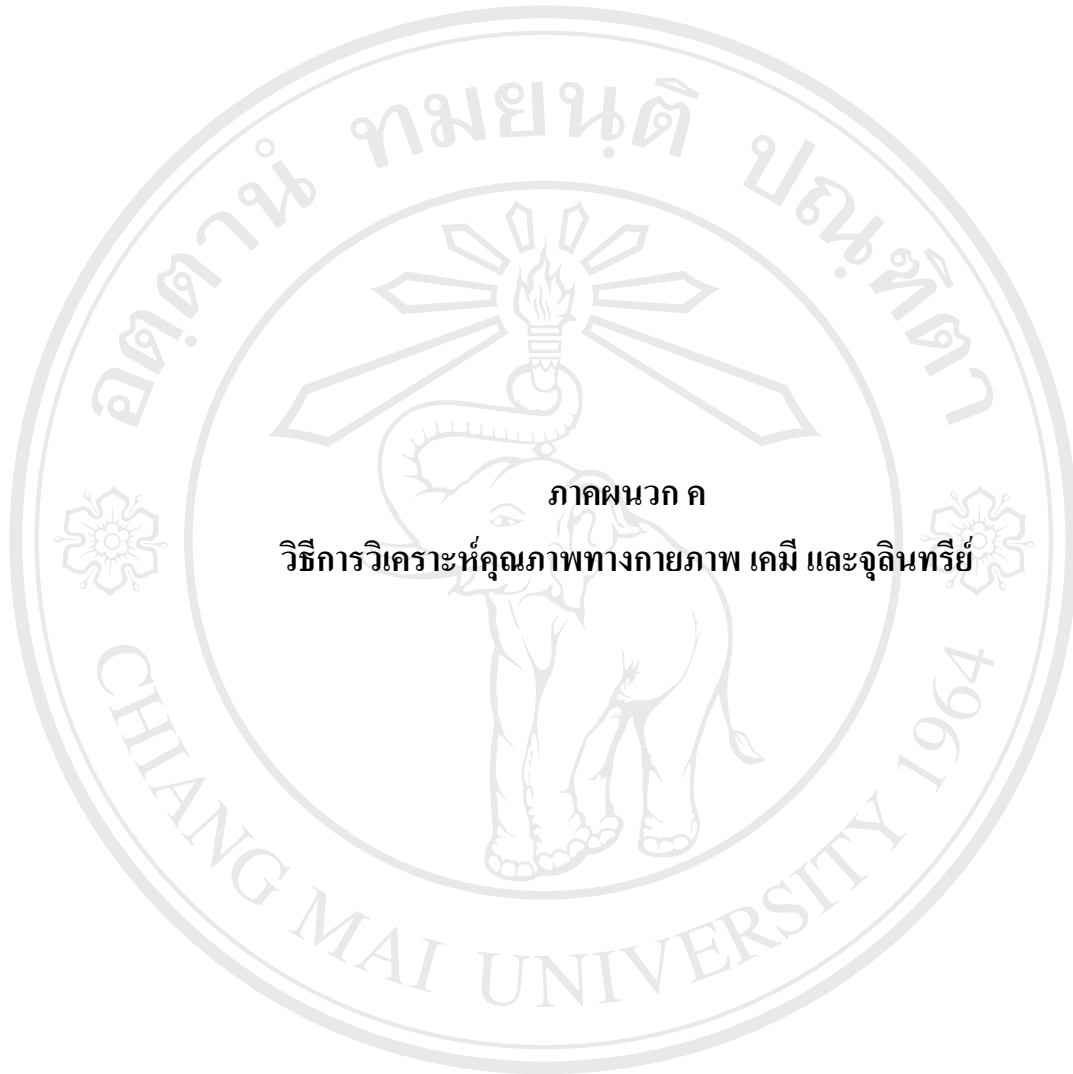 อตฺตานํ ทมยนฺติ ปณฺฑิตา
ภาคผนวก ค
วิธีการวิเคราะห์คุณภาพทางกายภาพ เคมี และจุลินทรีย์
CHIANG MAI UNIVERSITY 1964